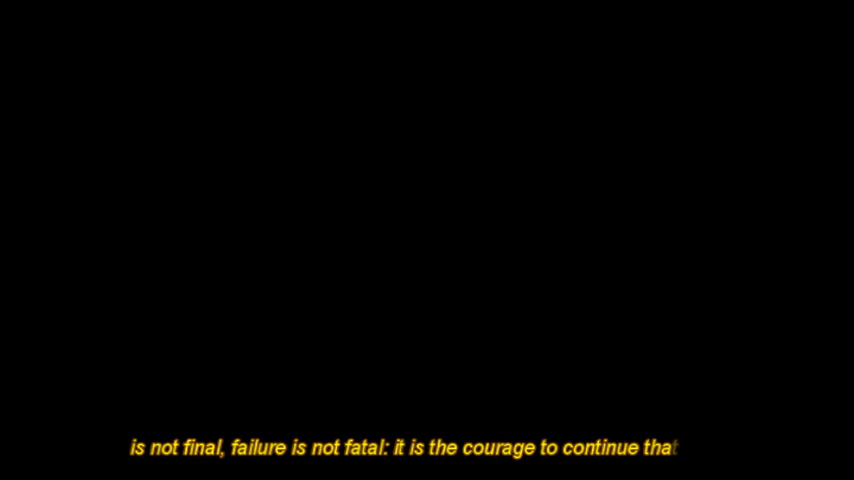 is not final, failure is not fatal: it is the courage to continue that